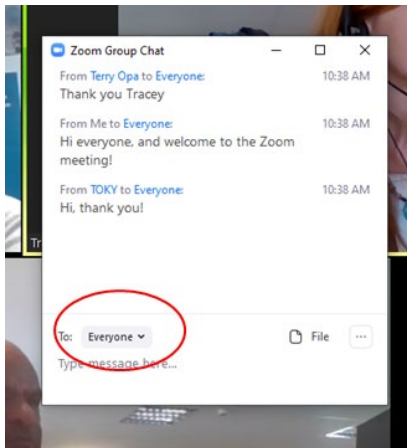 Zoom Group Chat
From Terry Opa to Everyone: 10:38 AM
Thank you Tracey
From Me to Everyone: 10:38 AM
Hi everyone, and welcome to the Zoom
meeting!
From TOKY to Everyone: 10:38 AM
Hi, thank you!
Tr
To: Everyone File
Type message here...